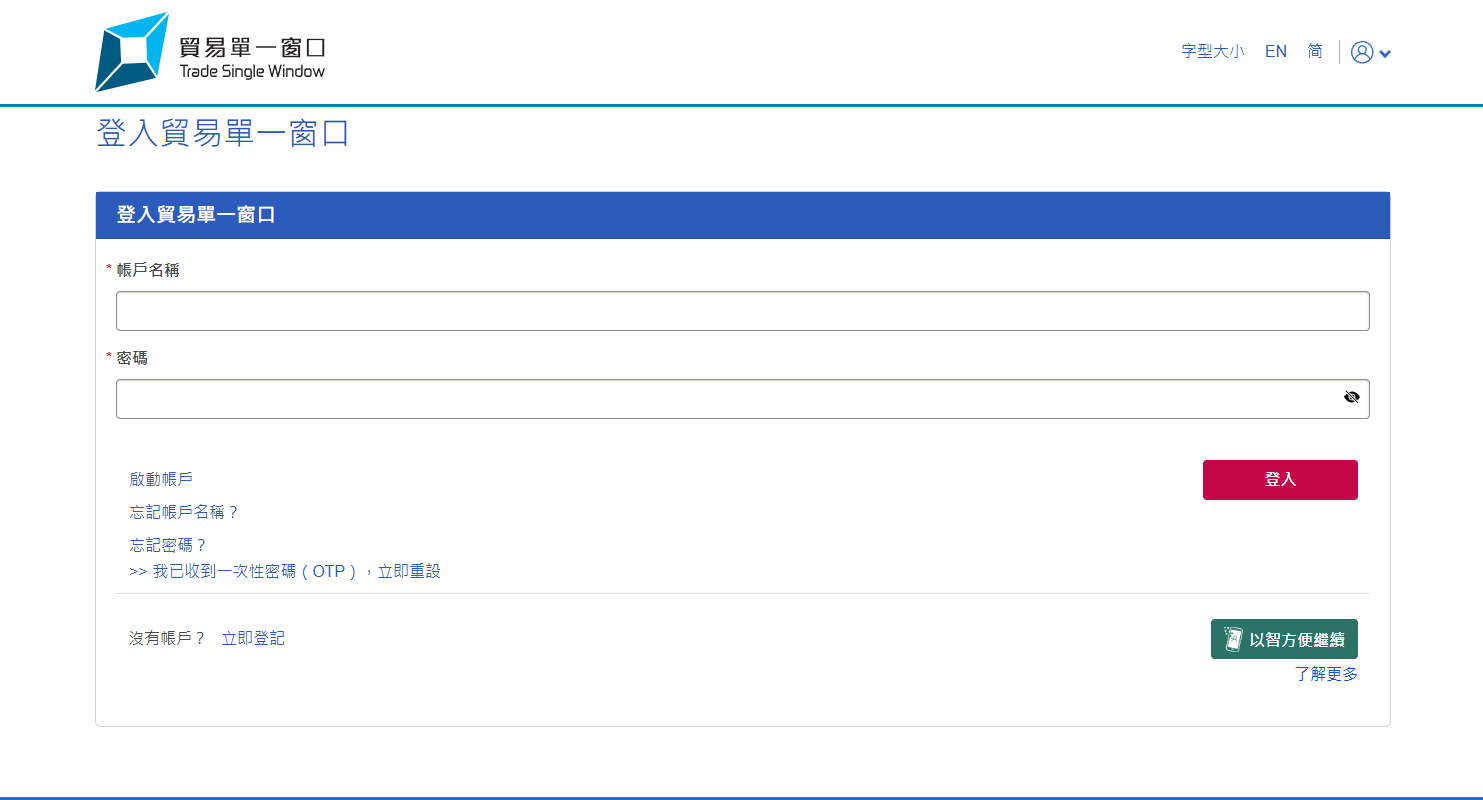 貿易單一窗口
Trade Single Window
字型大小 EN 简
登入貿易單一窗口
登入貿易單一窗口
* 帳戶名稱
* 密碼
啟動帳戶
登入
忘記帳戶名稱？
忘記密碼？
>> 我已收到一次性密碼（OTP），立即重設
沒有帳戶？ 立即登記
以智方便繼續
了解更多